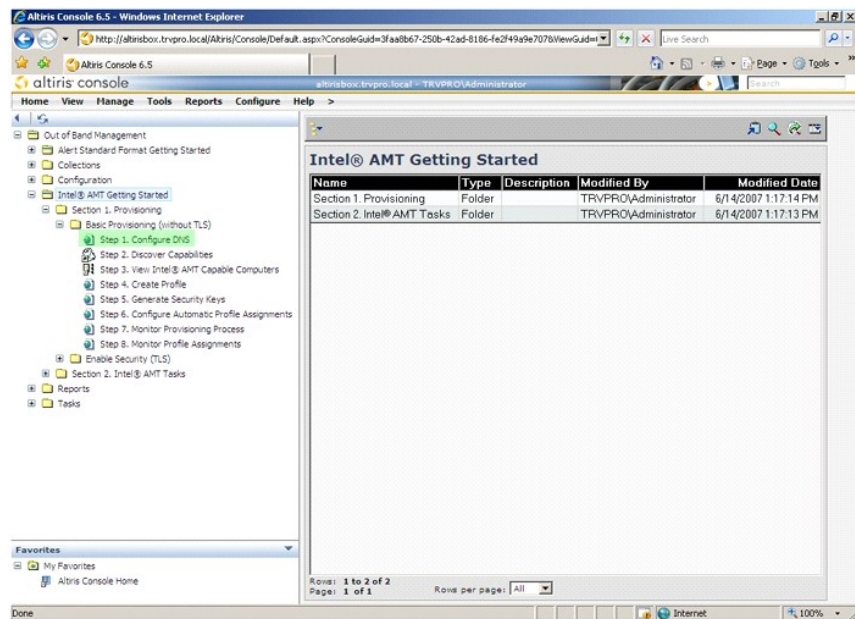 Altiris Console 6.5 - Windows Internet Explorer
http://altirisbox.trvpro.local/Altiris/Console/Default.aspx?ConsoleGuid=3faa8b67-250b-42ad-8186-fe2f49a9e707&ViewGuid=
Live Search
Altiris Console 6.5
Page
Tools
altiris console
altirisbox.trvpro.local - TRVPRO\Administrator
Search
Home View Manage Tools Reports Configure Help >
Out of Band Management
Alert Standard Format Getting Started
Collections
Configuration
Intel® AMT Getting Started
Section 1. Provisioning
Basic Provisioning (without TLS)
Step 1. Configure DNS
Step 2. Discover Capabilities
Step 3. View Intel® AMT Capable Computers
Step 4. Create Profile
Step 5. Generate Security Keys
Step 6. Configure Automatic Profile Assignments
Step 7. Monitor Provisioning Process
Step 8. Monitor Profile Assignments
Enable Security (TLS)
Section 2. Intel® AMT Tasks
Reports
Tasks
Intel® AMT Getting Started
Name Type Description Modified By Modified Date
Section 1. Provisioning Folder TRVPRO\Administrator 6/14/2007 1:17:14 PM
Section 2. Intel® AMT Tasks Folder TRVPRO\Administrator 6/14/2007 1:17:13 PM
Favorites
My Favorites
Altiris Console Home
Rows: 1 to 2 of 2
Page: 1 of 1
Rows per page: All
Done
Internet
100%